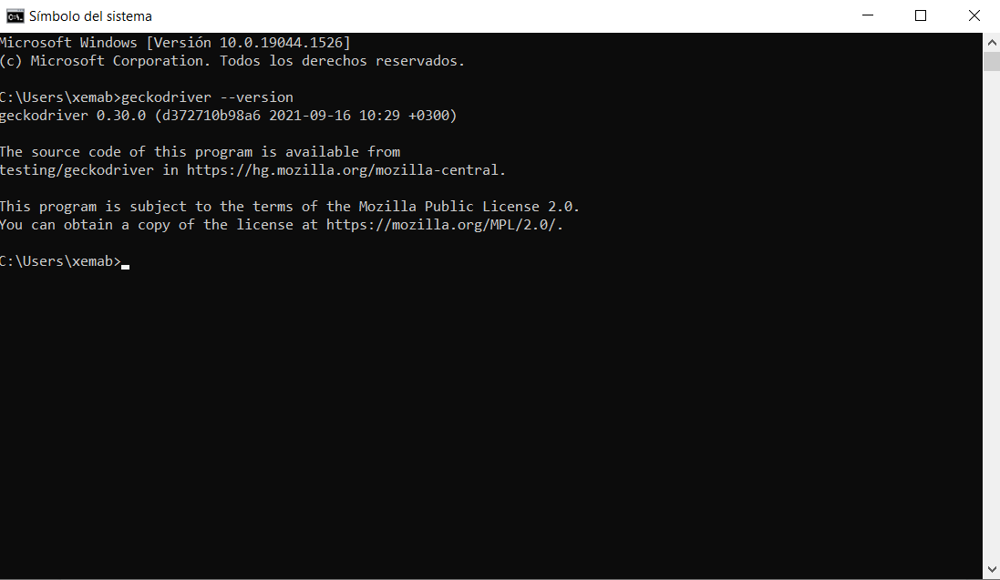 Símbolo del sistema
Microsoft Windows [Versión 10.0.19044.1526]
(c) Microsoft Corporation. Todos los derechos reservados.
C:\Users\xemab>geckodriver --version
geckodriver 0.30.0 (d372710b98a6 2021-09-16 10:29 +0300)
The source code of this program is available from
testing/geckodriver in https://hg.mozilla.org/mozilla-central.
This program is subject to the terms of the Mozilla Public License 2.0.
You can obtain a copy of the license at https://mozilla.org/MPL/2.0/.
C:\Users\xemab>